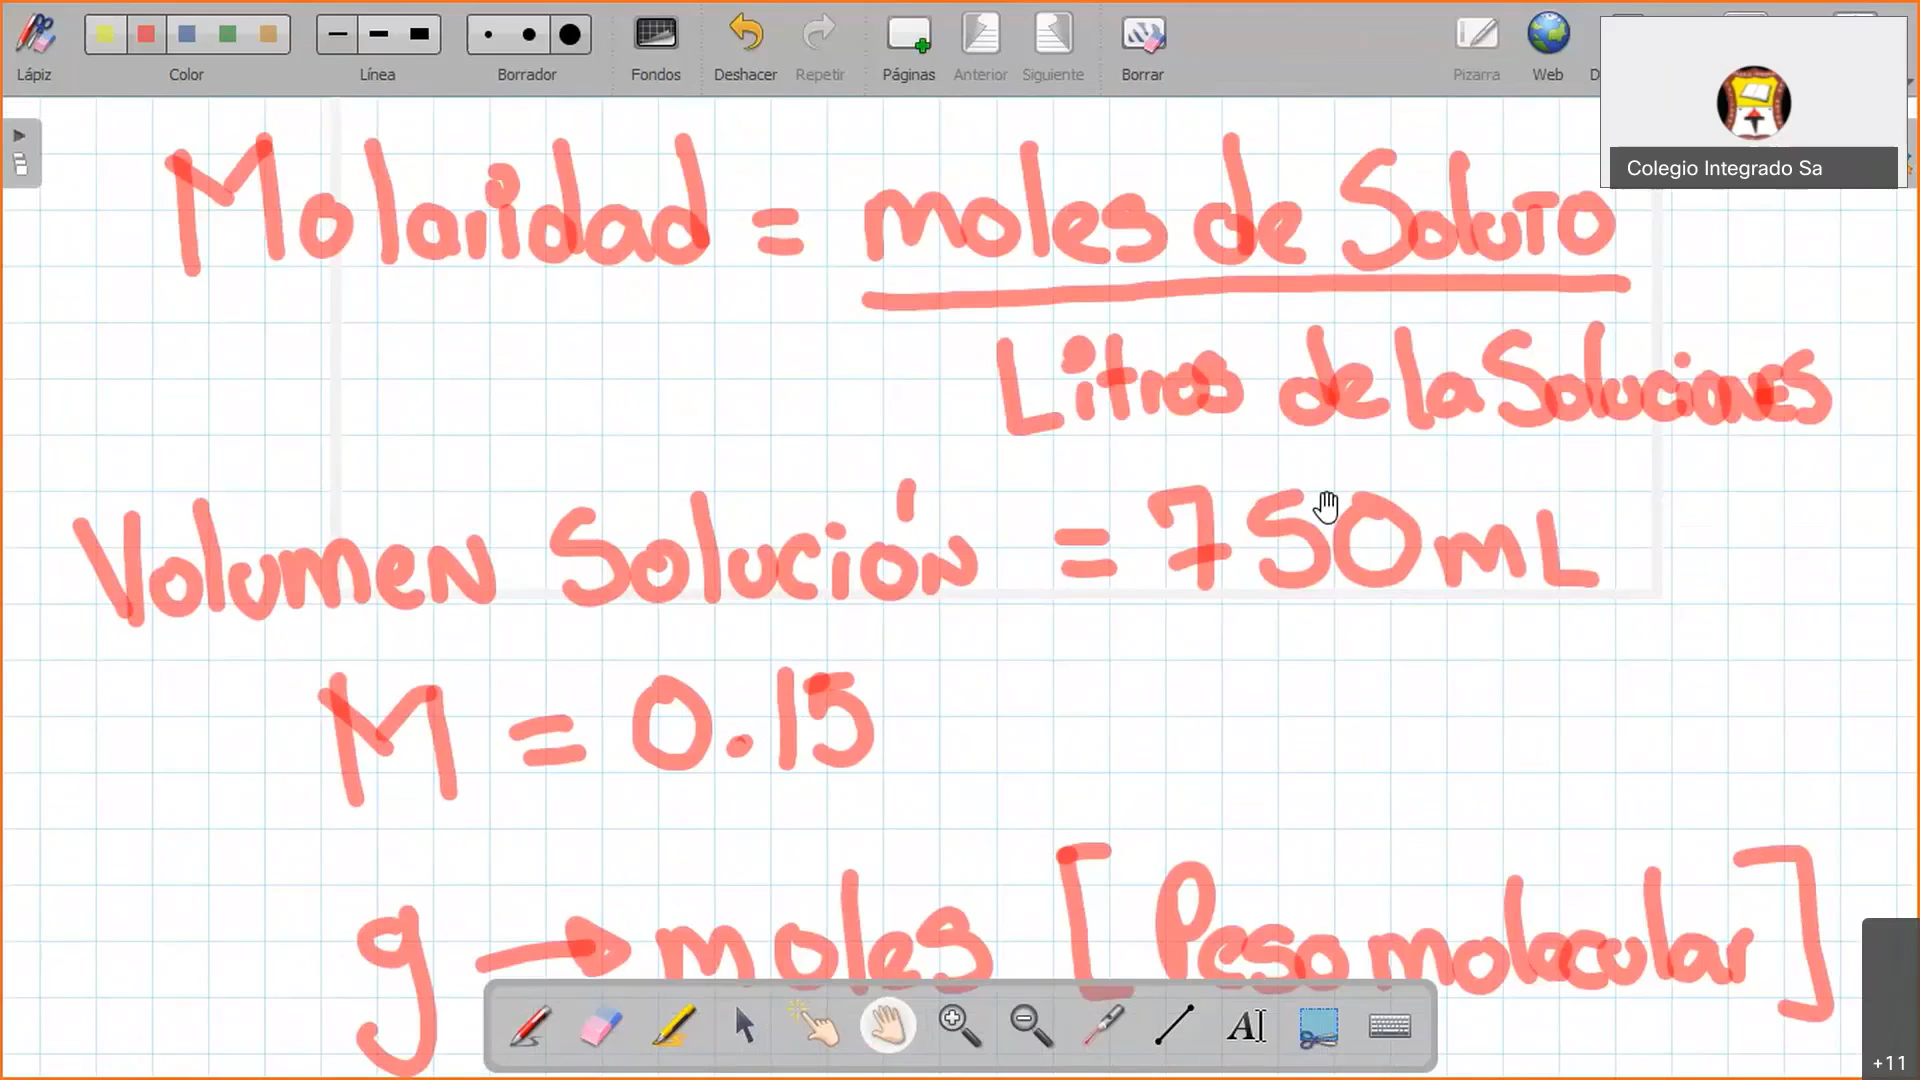 Lápiz Color Línea Borrador Fondos Deshacer Repetir Páginas Anterior Siguiente Borrar Pizarra Web D
Colegio Integrado Sa
Molaridad = moles de Soluto
Litros de la Soluciones
Volumen Solución = 750 mL
M = 0.15
g → moles [Peso molecular]
+11